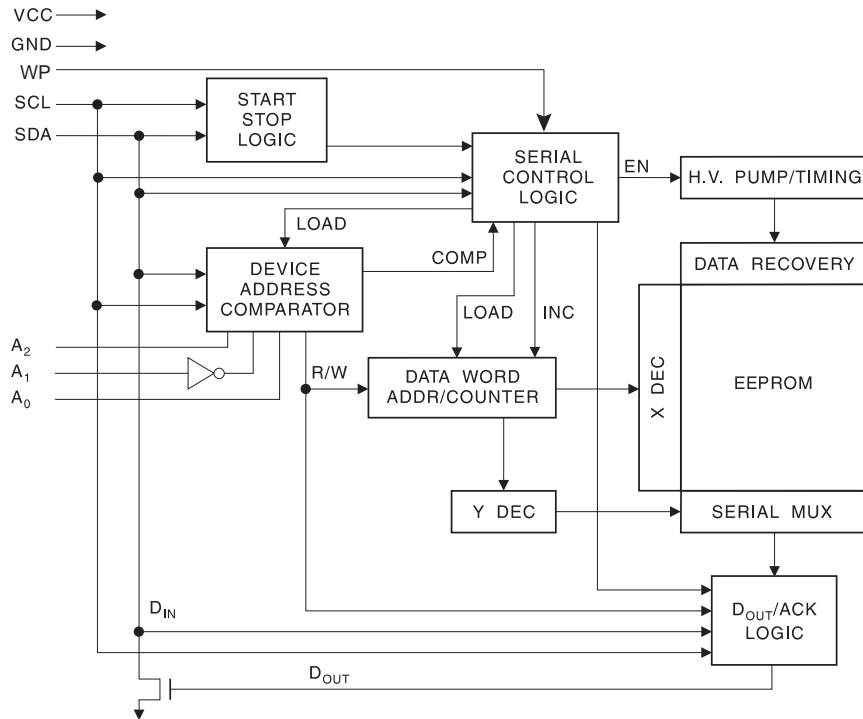 VCC
GND
WP
SCL
SDA
START
STOP
LOGIC
SERIAL
CONTROL
LOGIC
EN
H.V. PUMP/TIMING
LOAD
COMP
DEVICE
ADDRESS
COMPARATOR
DATA RECOVERY
LOAD
INC
A2
A1
A0
R/W
DATA WORD
ADDR/COUNTER
X DEC
EEPROM
Y DEC
SERIAL MUX
DIN
DOUT/ACK
LOGIC
DOUT